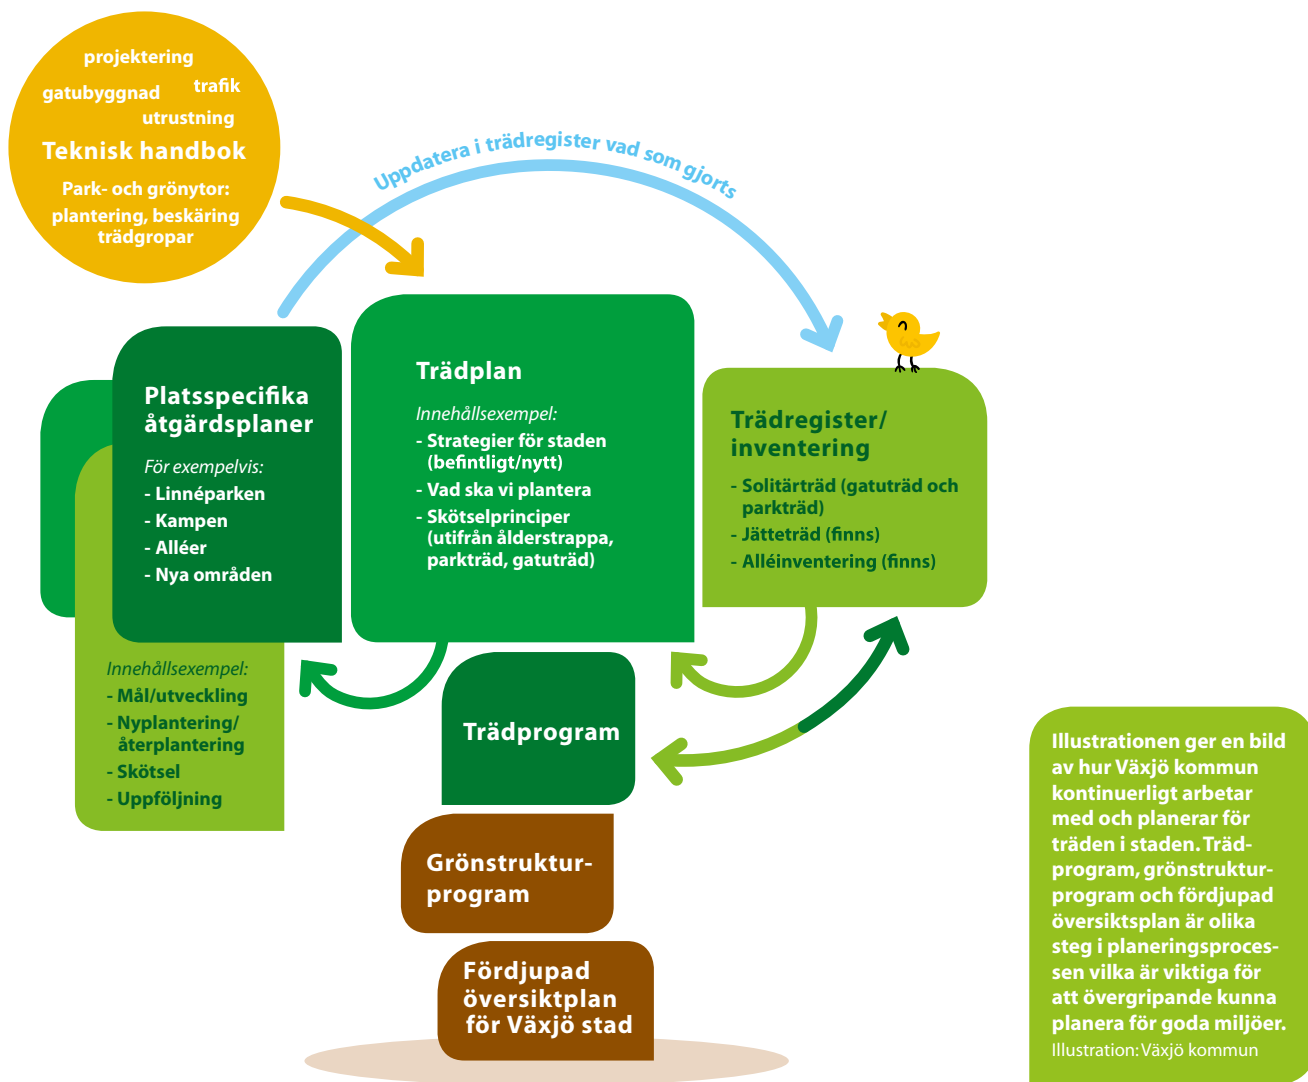 projektering
gatubyggnad
trafik
utrustning
Teknisk handbok
Park- och grönytor:
plantering, beskäring
trädgropar
Uppdatera i trädregister vad som gjorts
Platsspecifika
åtgärdsplaner
För exempelvis:
- Linnéparken
- Kampen
- Alléer
- Nya områden
Innehållsexempel:
- Mål/utveckling
- Nyplantering/
återplantering
- Skötsel
- Uppföljning
Trädplan
Innehållsexempel:
- Strategier för staden
(befintligt/nytt)
- Vad ska vi plantera
- Skötselprinciper
(utifrån ålderstrappa,
parkträd, gatuträd)
Trädregister/
inventering
- Solitärträd (gatuträd och
parkträd)
- Jätteträd (finns)
- Alléinventering (finns)
Trädprogram
Grönstruktur-
program
Fördjupad
översiktplan
för Växjö stad
Illustrationen ger en bild
av hur Växjö kommun
kontinuerligt arbetar
med och planerar för
träden i staden. Träd-
program, grönstruktur-
program och fördjupad
översiktsplan är olika
steg i planeringsproces-
sen vilka är viktiga för
att övergripande kunna
planera för goda miljöer.
Illustration: Växjö kommun